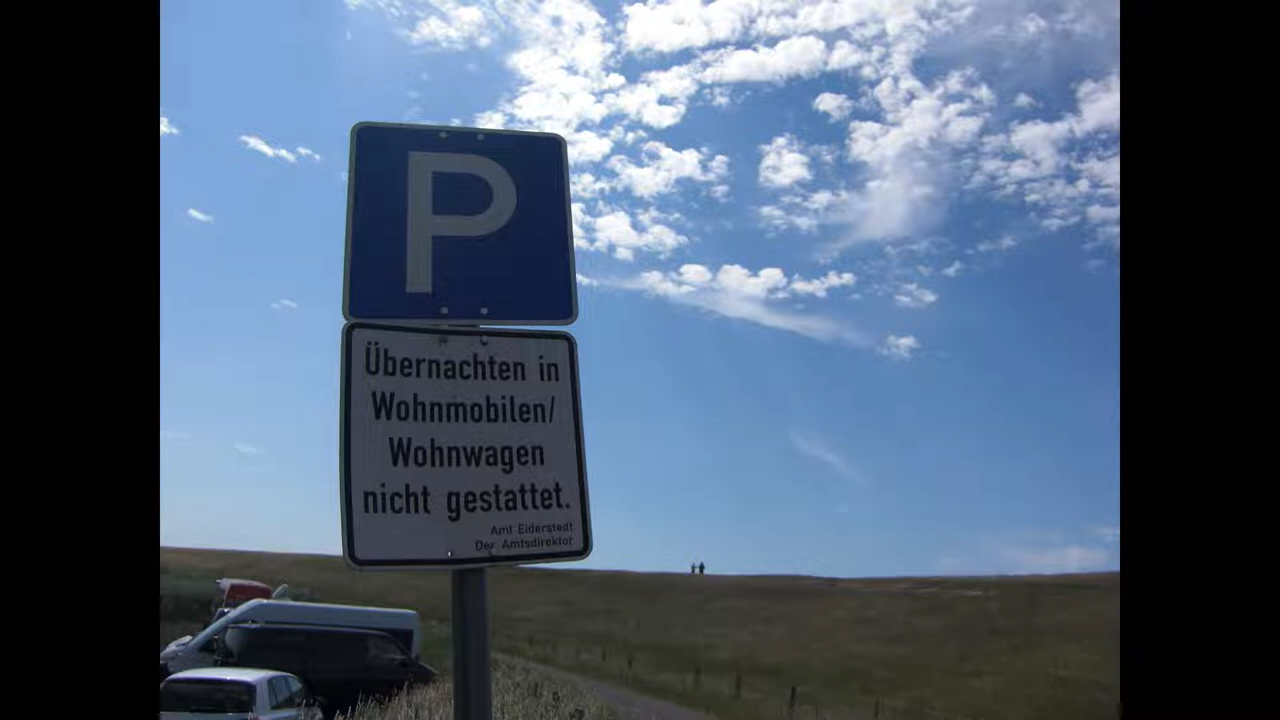 P
Übernachten in
Wohnmobilen/
Wohnwagen
nicht gestattet.
Amt Eiderstedt
Der Amtsdirektor